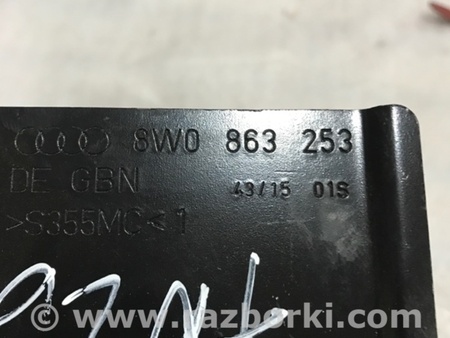 8W0 863 253
DE GBN 43/15 01S
>S355MC<1
© www.razborki.com